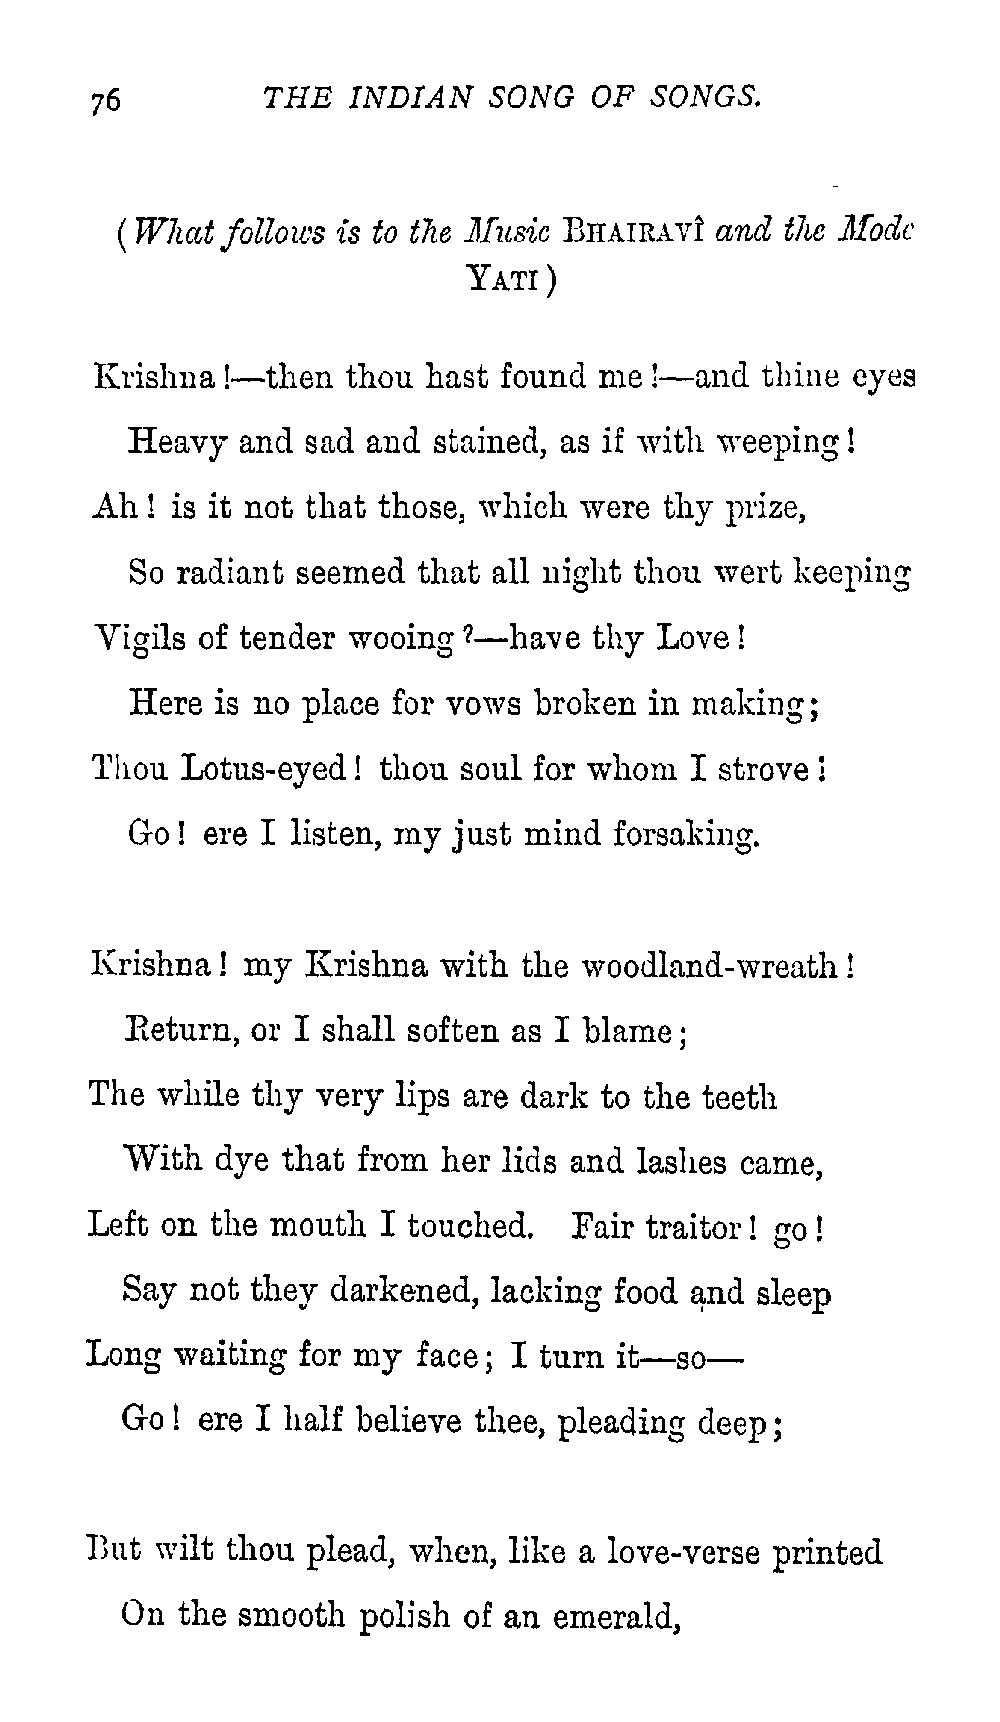 76 THE INDIAN SONG OF SONGS.
(What follows is to the Music BHAIRAVÎ and the Mode
YATI)
Krishna!—then thou hast found me!—and thine eyes
Heavy and sad and stained, as if with weeping!
Ah! is it not that those, which were thy prize,
So radiant seemed that all night thou wert keeping
Vigils of tender wooing?—have thy Love!
Here is no place for vows broken in making;
Thou Lotus-eyed! thou soul for whom I strove!
Go! ere I listen, my just mind forsaking.
Krishna! my Krishna with the woodland-wreath!
Return, or I shall soften as I blame;
The while thy very lips are dark to the teeth
With dye that from her lids and lashes came,
Left on the mouth I touched. Fair traitor! go!
Say not they darkened, lacking food and sleep
Long waiting for my face; I turn it—so—
Go! ere I half believe thee, pleading deep;
But wilt thou plead, when, like a love-verse printed
On the smooth polish of an emerald,